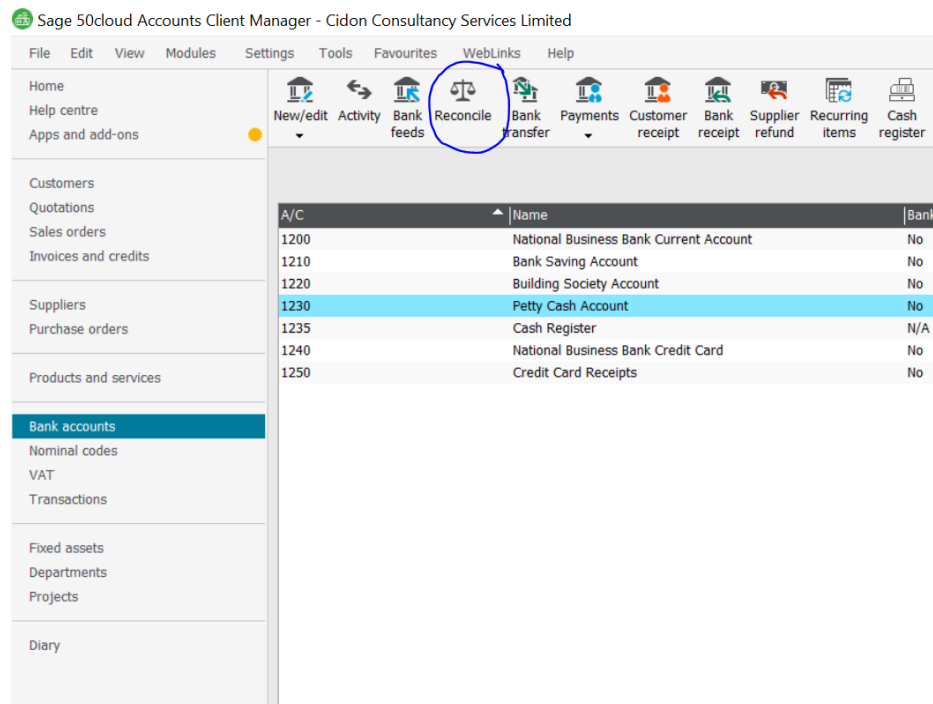 Sage 50cloud Accounts Client Manager - Cidon Consultancy Services Limited
File Edit View Modules Settings Tools Favourites WebLinks Help
Home
Help centre
Apps and add-ons
New/edit Activity Bank feeds Reconcile Bank transfer Payments Customer receipt Bank receipt Supplier refund Recurring items Cash register
Customers
Quotations
Sales orders
Invoices and credits
Suppliers
Purchase orders
Products and services
Bank accounts
Nominal codes
VAT
Transactions
Fixed assets
Departments
Projects
Diary
A/C Name Bank
1200 National Business Bank Current Account No
1210 Bank Saving Account No
1220 Building Society Account No
1230 Petty Cash Account No
1235 Cash Register N/A
1240 National Business Bank Credit Card No
1250 Credit Card Receipts No